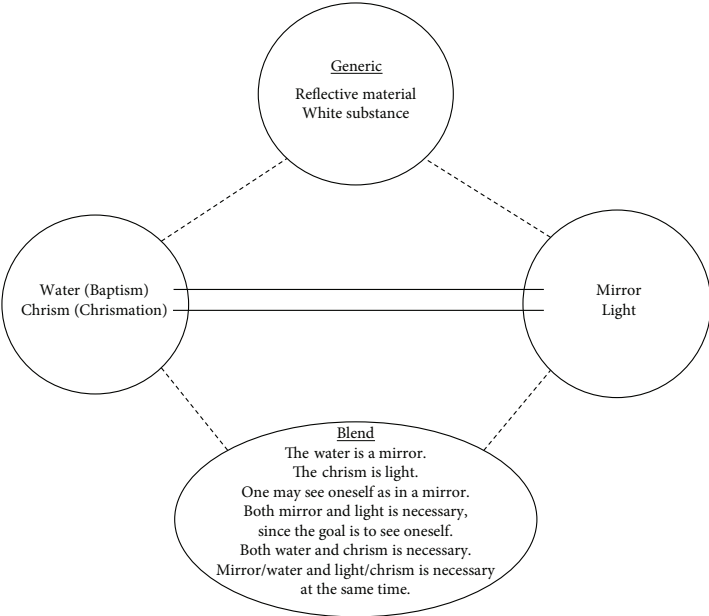 Generic
Reflective material
White substance
Water (Baptism)
Chrism (Chrismation)
Mirror
Light
Blend
The water is a mirror.
The chrism is light.
One may see oneself as in a mirror.
Both mirror and light is necessary,
since the goal is to see oneself.
Both water and chrism is necessary.
Mirror/water and light/chrism is necessary
at the same time.